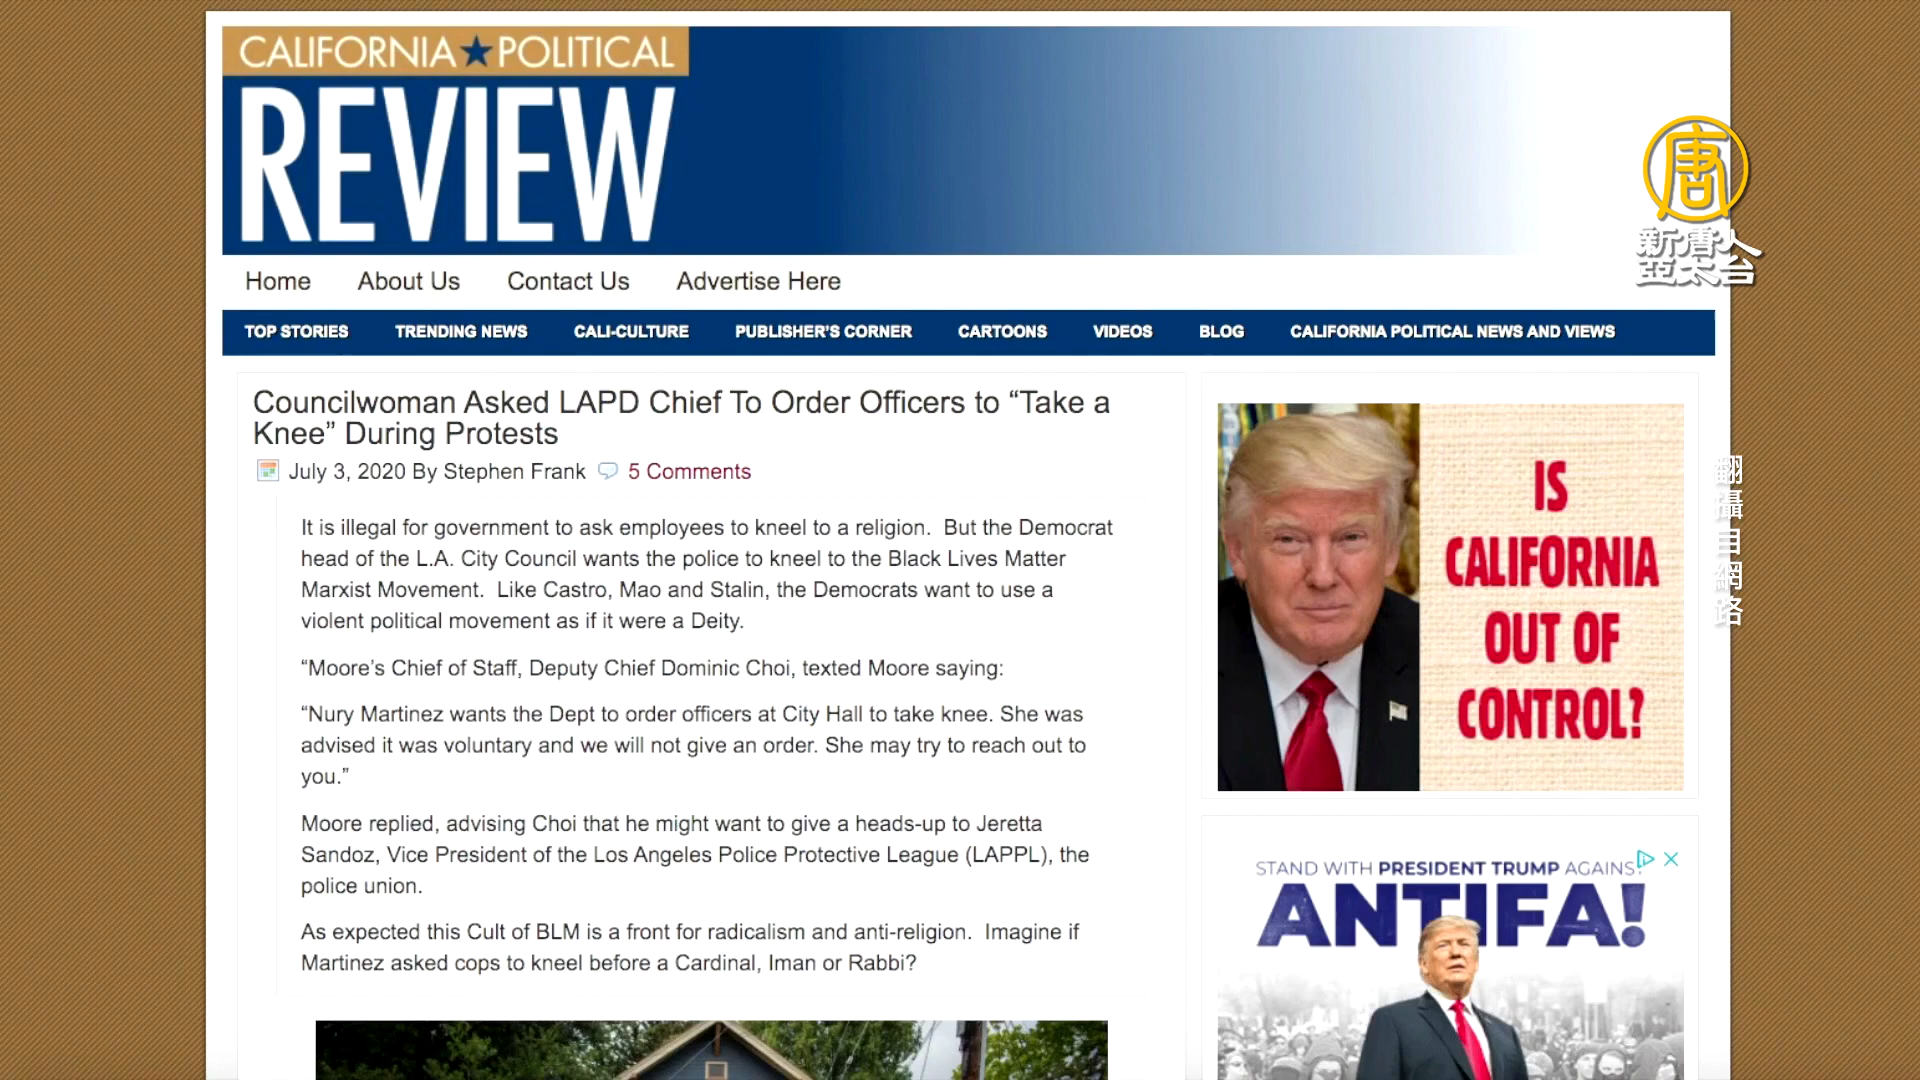 CALIFORNIA★POLITICAL
REVIEW
唐
新唐人
亞太台
Home About Us Contact Us Advertise Here
TOP STORIES TRENDING NEWS CALI-CULTURE PUBLISHER'S CORNER CARTOONS VIDEOS BLOG CALIFORNIA POLITICAL NEWS AND VIEWS
Councilwoman Asked LAPD Chief To Order Officers to “Take a
Knee” During Protests
July 3, 2020 By Stephen Frank 5 Comments
It is illegal for government to ask employees to kneel to a religion. But the Democrat
head of the L.A. City Council wants the police to kneel to the Black Lives Matter
Marxist Movement. Like Castro, Mao and Stalin, the Democrats want to use a
violent political movement as if it were a Deity.
“Moore’s Chief of Staff, Deputy Chief Dominic Choi, texted Moore saying:
“Nury Martinez wants the Dept to order officers at City Hall to take knee. She was
advised it was voluntary and we will not give an order. She may try to reach out to
you.”
Moore replied, advising Choi that he might want to give a heads-up to Jeretta
Sandoz, Vice President of the Los Angeles Police Protective League (LAPPL), the
police union.
As expected this Cult of BLM is a front for radicalism and anti-religion. Imagine if
Martinez asked cops to kneel before a Cardinal, Iman or Rabbi?
IS
CALIFORNIA
OUT OF
CONTROL?
翻攝自網路
STAND WITH PRESIDENT TRUMP AGAINST
ANTIFA!